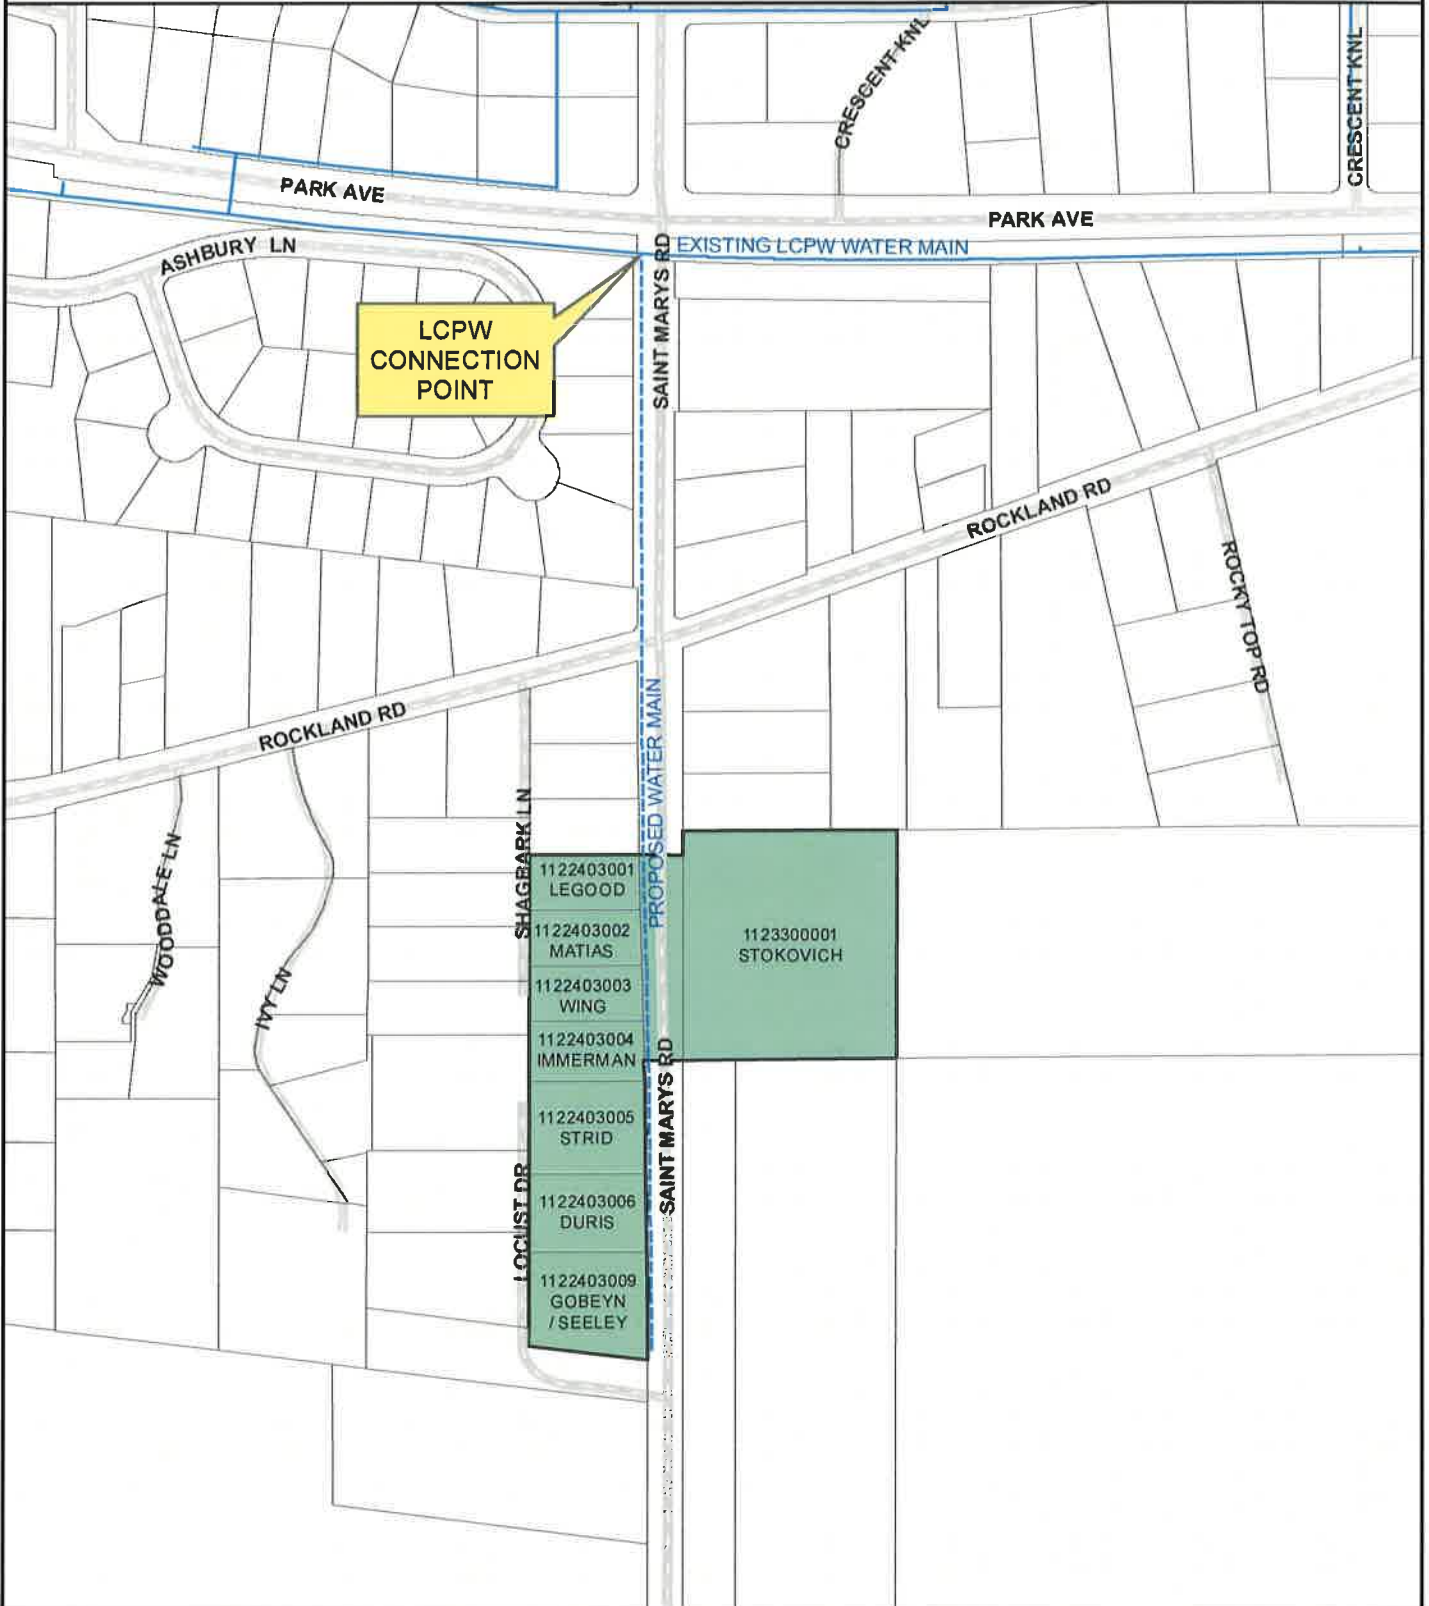 CRESCENT KNL
CRESCENT KNL
PARK AVE
PARK AVE
EXISTING LCPW WATER MAIN
ASHBURY LN
SAINT MARYS RD
LCPW
CONNECTION
POINT
ROCKLAND RD
ROCKY TOP RD
ROCKLAND RD
PROPOSED WATER MAIN
SHAGBARK LN
WOODDALE LN
IVY LN
1122403001
LEGOOD
1122403002
MATIAS
1123300001
STOKOVICH
1122403003
WING
1122403004
IMMERMAN
SAINT MARYS RD
1122403005
STRID
LOCUST DR
1122403006
DURIS
1122403009
GOBEYN
/ SEELEY